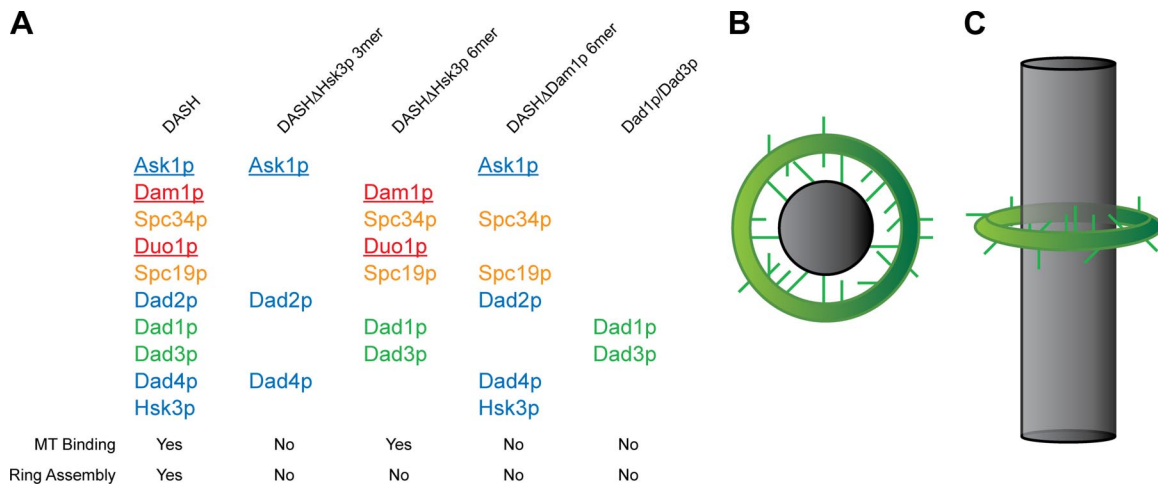 A
B
C
DASH
DASHΔHsk3p 3mer
DASHΔHsk3p 6mer
DASHΔDam1p 6mer
Dad1p/Dad3p
Ask1p Ask1p Ask1p
Dam1p Dam1p
Spc34p Spc34p Spc34p
Duo1p Duo1p
Spc19p Spc19p Spc19p
Dad2p Dad2p Dad2p
Dad1p Dad1p Dad1p
Dad3p Dad3p Dad3p
Dad4p Dad4p Dad4p
Hsk3p Hsk3p
MT Binding Yes No Yes No No
Ring Assembly Yes No No No No